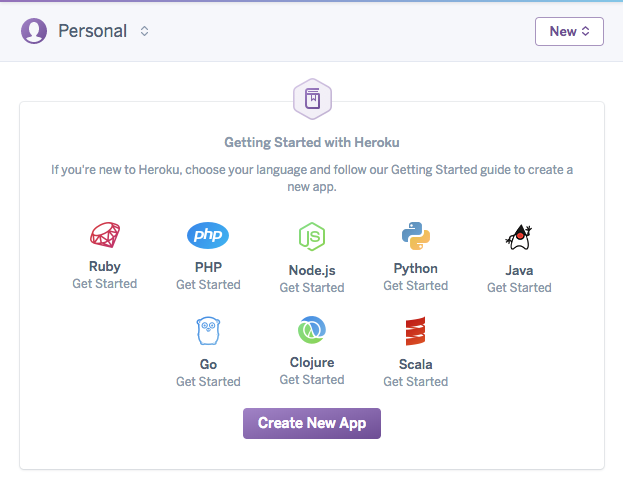 Personal
New
Getting Started with Heroku
If you're new to Heroku, choose your language and follow our Getting Started guide to create a
new app.
php
JS
Ruby
PHP
Node.js
Python
Java
Get Started
Get Started
Get Started
Get Started
Get Started
Go
Clojure
Scala
Get Started
Get Started
Get Started
Create New App